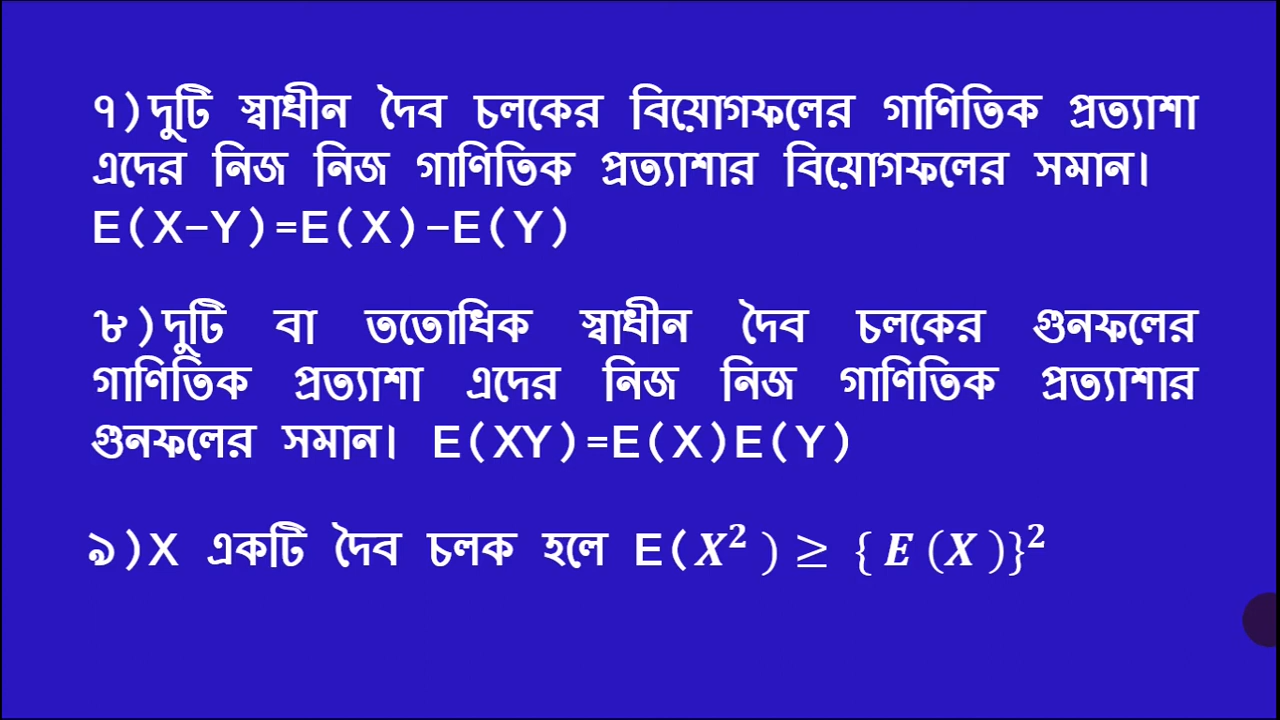 ৭)দুটি স্বাধীন দৈব চলকের বিয়োগফলের গাণিতিক প্রত্যাশা
এদের নিজ নিজ গাণিতিক প্রত্যাশার বিয়োগফলের সমান।
E(X-Y)=E(X)-E(Y)
৮)দুটি বা ততোধিক স্বাধীন দৈব চলকের গুনফলের
গাণিতিক প্রত্যাশা এদের নিজ নিজ গাণিতিক প্রত্যাশার
গুনফলের সমান। E(XY)=E(X)E(Y)
৯)X একটি দৈব চলক হলে E(X² ) ≥ { E (X )}²